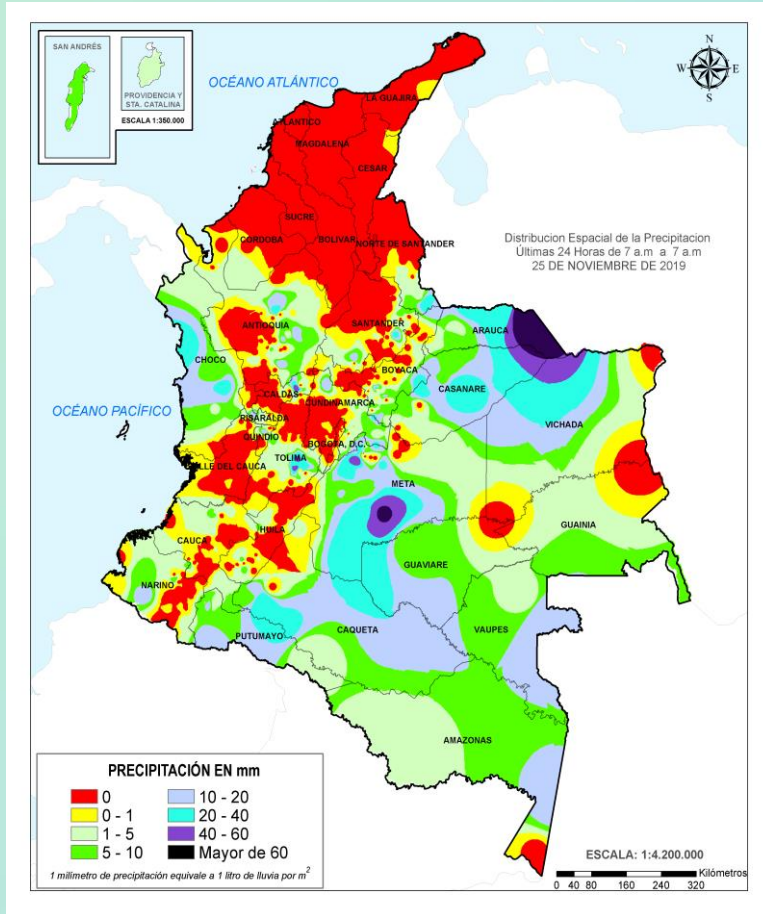 SAN ANDRÉS
PROVIDENCIA Y
STA. CATALINA
ESCALA 1:350.000
OCÉANO ATLÁNTICO
N
W E
S
LA GUAJIRA
ATLANTICO
MAGDALENA
CESAR
SUCRE
CORDOBA
BOLIVAR
NORTE DE SANTANDER
Distribucion Espacial de la Precipitacion
Últimas 24 Horas de 7 a.m a 7 a.m
25 DE NOVIEMBRE DE 2019
ANTIOQUIA
SANTANDER
ARAUCA
CHOCO
BOYACA
CASANARE
OCÉANO PACÍFICO
CALDAS
CUNDINAMARCA
RISARALDA
VICHADA
QUINDIO
BOGOTA, D.C.
TOLIMA
VALLE DEL CAUCA
META
GUAINIA
HUILA
CAUCA
GUAVIARE
NARINO
PUTUMAYO
CAQUETA
VAUPES
AMAZONAS
PRECIPITACIÓN EN mm
0
0 - 1
1 - 5
5 - 10
10 - 20
20 - 40
40 - 60
Mayor de 60
1 milimetro de precipitación equivale a 1 litro de lluvia por m²
ESCALA: 1:4.200.000
Kilómetros
0 40 80 160 240 320